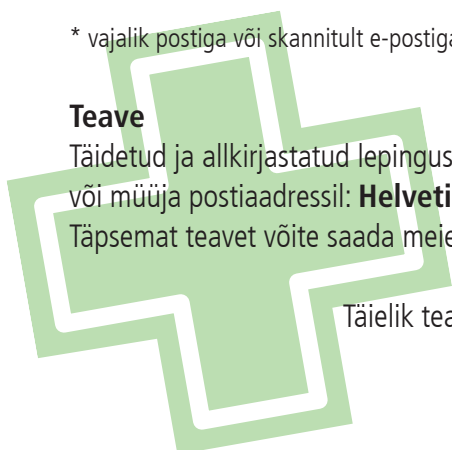 * vajalik postiga või skannitult e-postiga
Teave
Täidetud ja allkirjastatud lepingus
või müüja postiaadressil: Helveti
Täpsemat teavet võite saada meie
Täielik tea